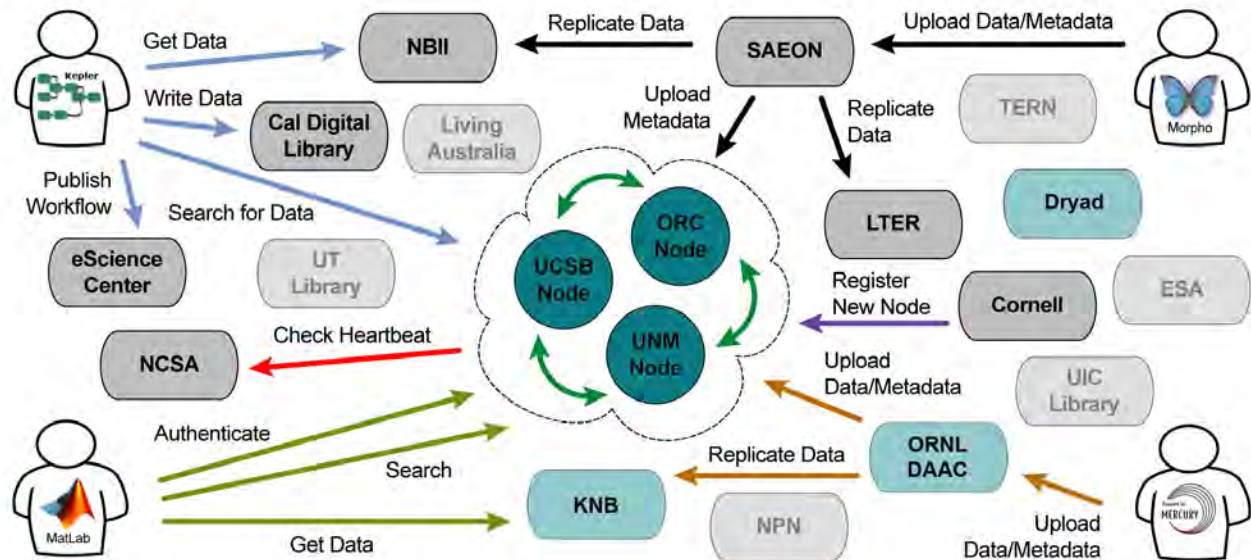 Get Data
NBII
Replicate Data
SAEON
Upload Data/Metadata
Kepler
Write Data
Cal Digital
Library
Living
Australia
Upload
Metadata
Replicate
Data
TERN
Morpho
Publish
Workflow
Search for Data
ORC
Node
LTER
Dryad
eScience
Center
UT
Library
UCSB
Node
Register
New Node
Cornell
ESA
Check Heartbeat
NCSA
UNM
Node
Upload
Data/Metadata
UIC
Library
Authenticate
Search
Replicate Data
ORNL
DAAC
KNB
NPN
MatLab
Get Data
Upload
Data/Metadata
MERCURY